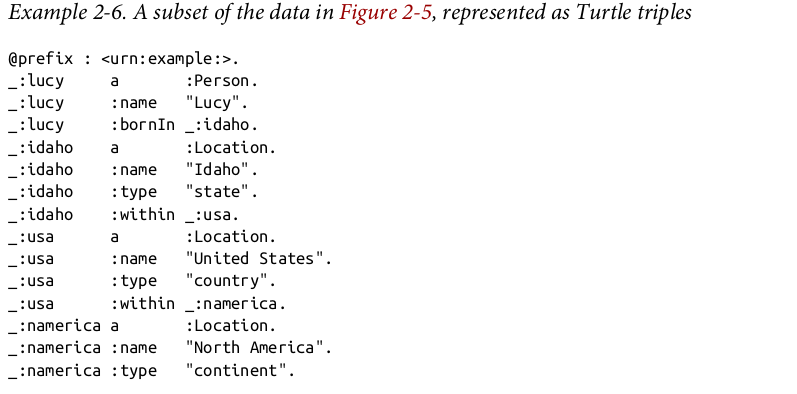 Example 2-6. A subset of the data in Figure 2-5, represented as Turtle triples
@prefix : <urn:example:>.
_:lucy     a       :Person.
_:lucy     :name   "Lucy".
_:lucy     :bornIn _:idaho.
_:idaho    a       :Location.
_:idaho    :name   "Idaho".
_:idaho    :type   "state".
_:idaho    :within _:usa.
_:usa      a       :Location.
_:usa      :name   "United States".
_:usa      :type   "country".
_:usa      :within _:namerica.
_:namerica a       :Location.
_:namerica :name   "North America".
_:namerica :type   "continent".